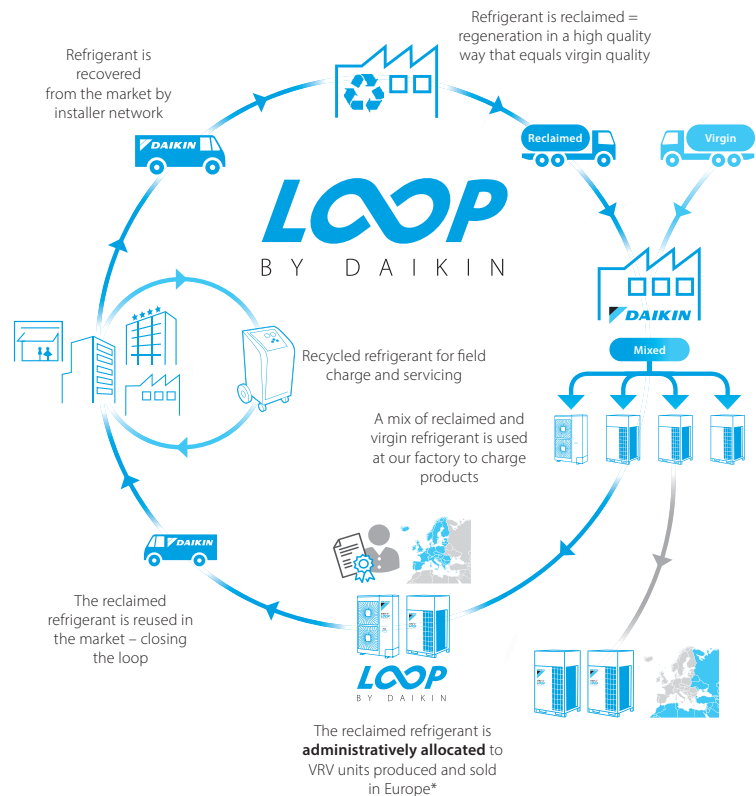 Refrigerant is reclaimed =
regeneration in a high quality
way that equals virgin quality
Refrigerant is
recovered
from the market by
installer network
DAIKIN
Reclaimed
Virgin
LOOP
BY DAIKIN
DAIKIN
Mixed
Recycled refrigerant for field
charge and servicing
A mix of reclaimed and
virgin refrigerant is used
at our factory to charge
products
DAIKIN
The reclaimed
refrigerant is reused in
the market – closing
the loop
LOOP
BY DAIKIN
The reclaimed refrigerant is
administratively allocated to
VRV units produced and sold
in Europe*